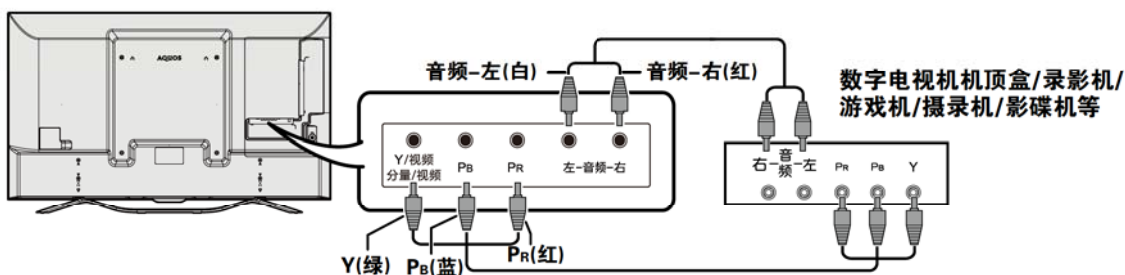 AQUOS
音频-左(白)
音频-右(红)
数字电视机机顶盒/录影机/
游戏机/摄录机/影碟机等
Y/视频
分量/视频
PB
PR
左-音频-右
右-音频-左
PR
PB
Y
Y(绿)
PB(蓝)
PR(红)